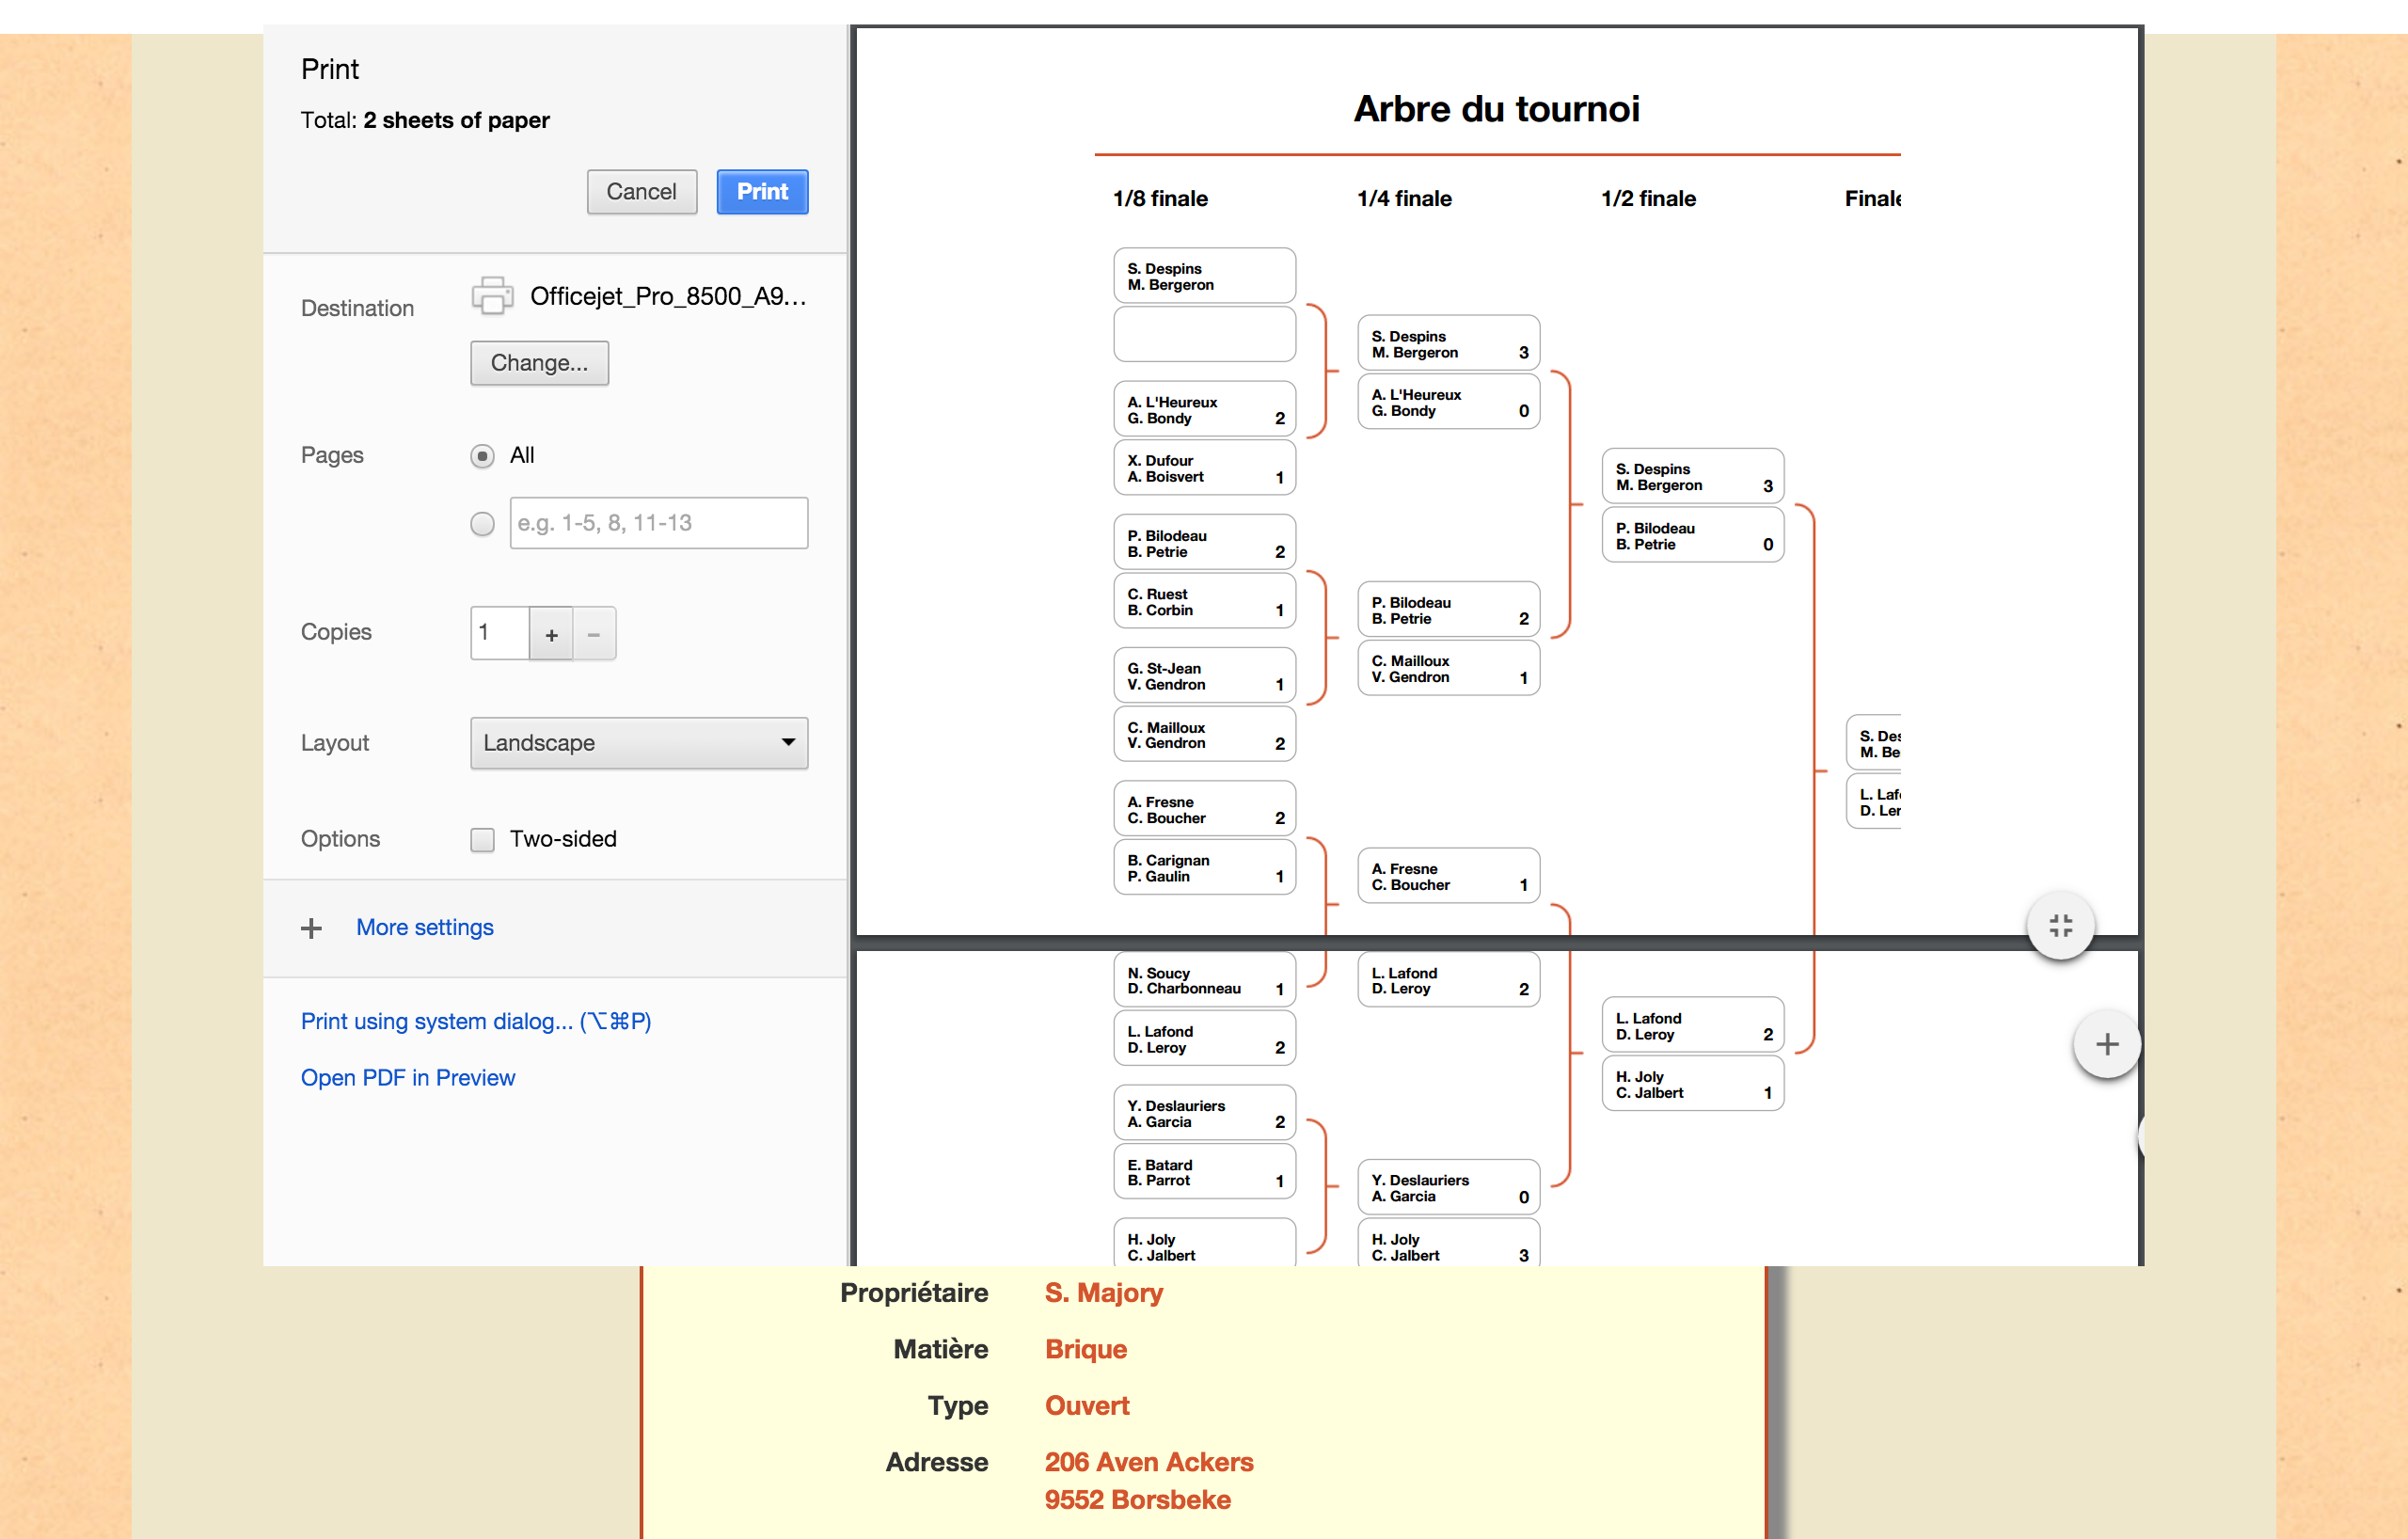 Print
Total: 2 sheets of paper
Cancel
Print
Destination
Officejet_Pro_8500_A9...
Change...
Pages
All
e.g. 1-5, 8, 11-13
Copies
1
+
−
Layout
Landscape
Options
Two-sided
+ More settings
Print using system dialog... (⌥⌘P)
Open PDF in Preview
Arbre du tournoi
1/8 finale
1/4 finale
1/2 finale
Finale
S. Despins
M. Bergeron
A. L'Heureux
G. Bondy 2
X. Dufour
A. Boisvert 1
P. Bilodeau
B. Petrie 2
C. Ruest
B. Corbin 1
G. St-Jean
V. Gendron 1
C. Mailloux
V. Gendron 2
A. Fresne
C. Boucher 2
B. Carignan
P. Gaulin 1
S. Despins
M. Bergeron 3
A. L'Heureux
G. Bondy 0
P. Bilodeau
B. Petrie 2
C. Mailloux
V. Gendron 1
A. Fresne
C. Boucher 1
S. Despins
M. Bergeron 3
P. Bilodeau
B. Petrie 0
S. Des
M. Be
L. Laf
D. Ler
N. Soucy
D. Charbonneau 1
L. Lafond
D. Leroy 2
Y. Deslauriers
A. Garcia 2
E. Batard
B. Parrot 1
H. Joly
C. Jalbert
L. Lafond
D. Leroy 2
Y. Deslauriers
A. Garcia 0
H. Joly
C. Jalbert 3
L. Lafond
D. Leroy 2
H. Joly
C. Jalbert 1
+
Propriétaire S. Majory
Matière Brique
Type Ouvert
Adresse 206 Aven Ackers
9552 Borsbeke